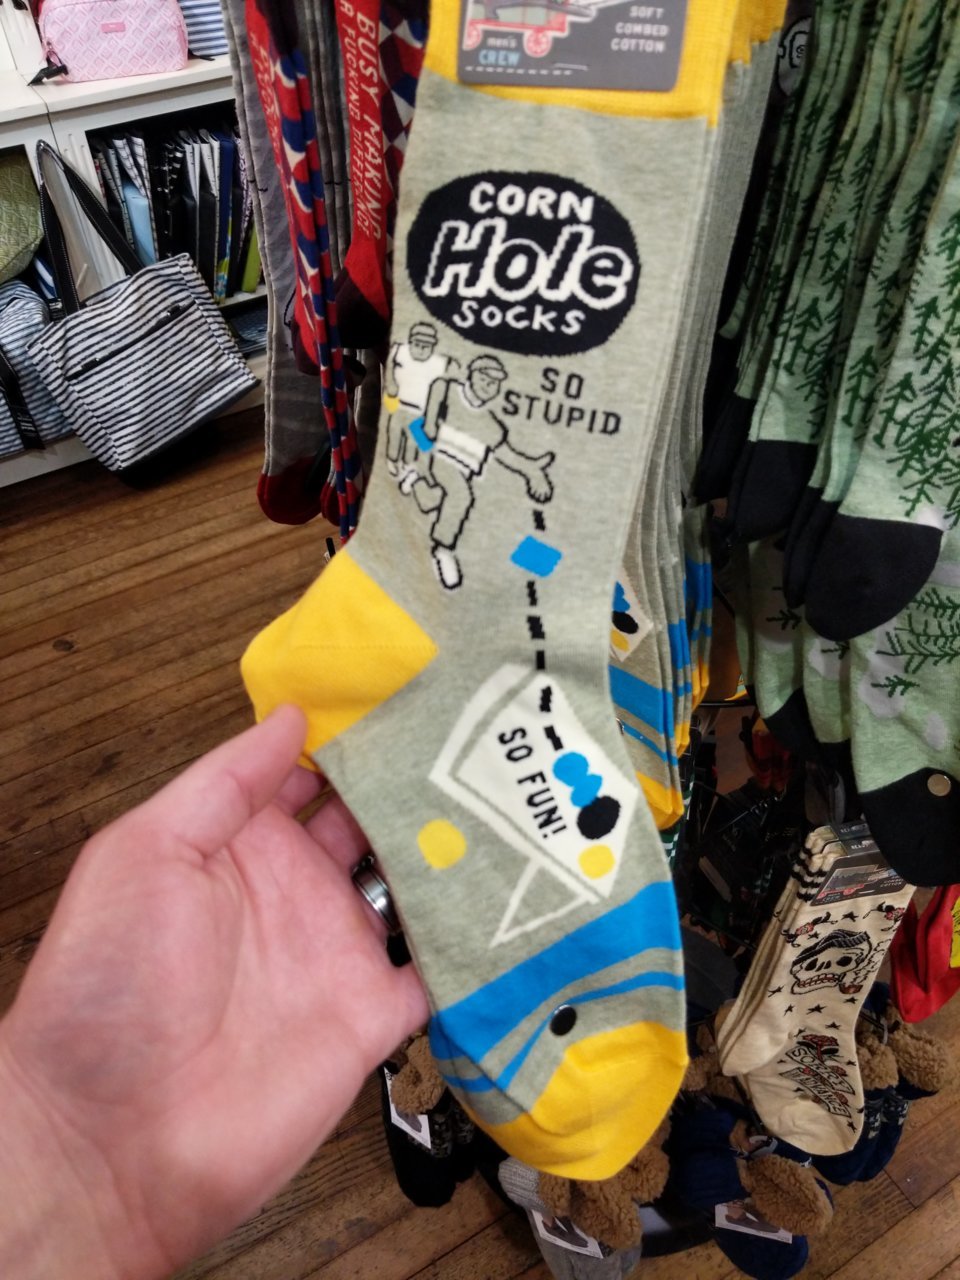 SOFT
COMBED
COTTON
men's
CREW
BUSY MAKING
A FUCKING DIFFERENCE!
CORN
Hole
SOCKS
SO
STUPID
SO FUN!